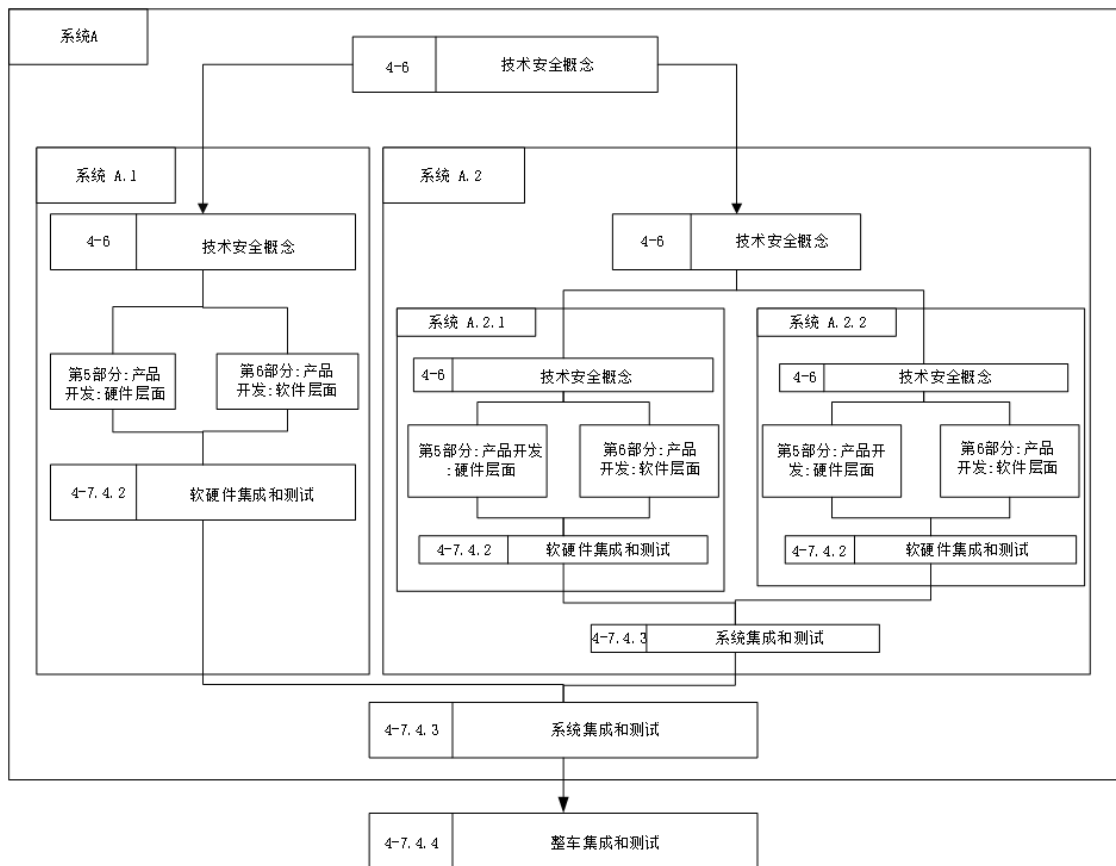 系统A
4-6 技术安全概念
系统 A.1
系统 A.2
4-6 技术安全概念
4-6 技术安全概念
系统 A.2.1
系统 A.2.2
第5部分:产品
开发:硬件层面
第6部分:产品
开发:软件层面
4-6 技术安全概念
4-6 技术安全概念
第5部分:产品开发
:硬件层面
第6部分:产品
开发:软件层面
第5部分:产品开
发:硬件层面
第6部分:产品
开发:软件层面
4-7.4.2 软硬件集成和测试
4-7.4.2 软硬件集成和测试
4-7.4.2 软硬件集成和测试
4-7.4.3 系统集成和测试
4-7.4.3 系统集成和测试
4-7.4.4 整车集成和测试